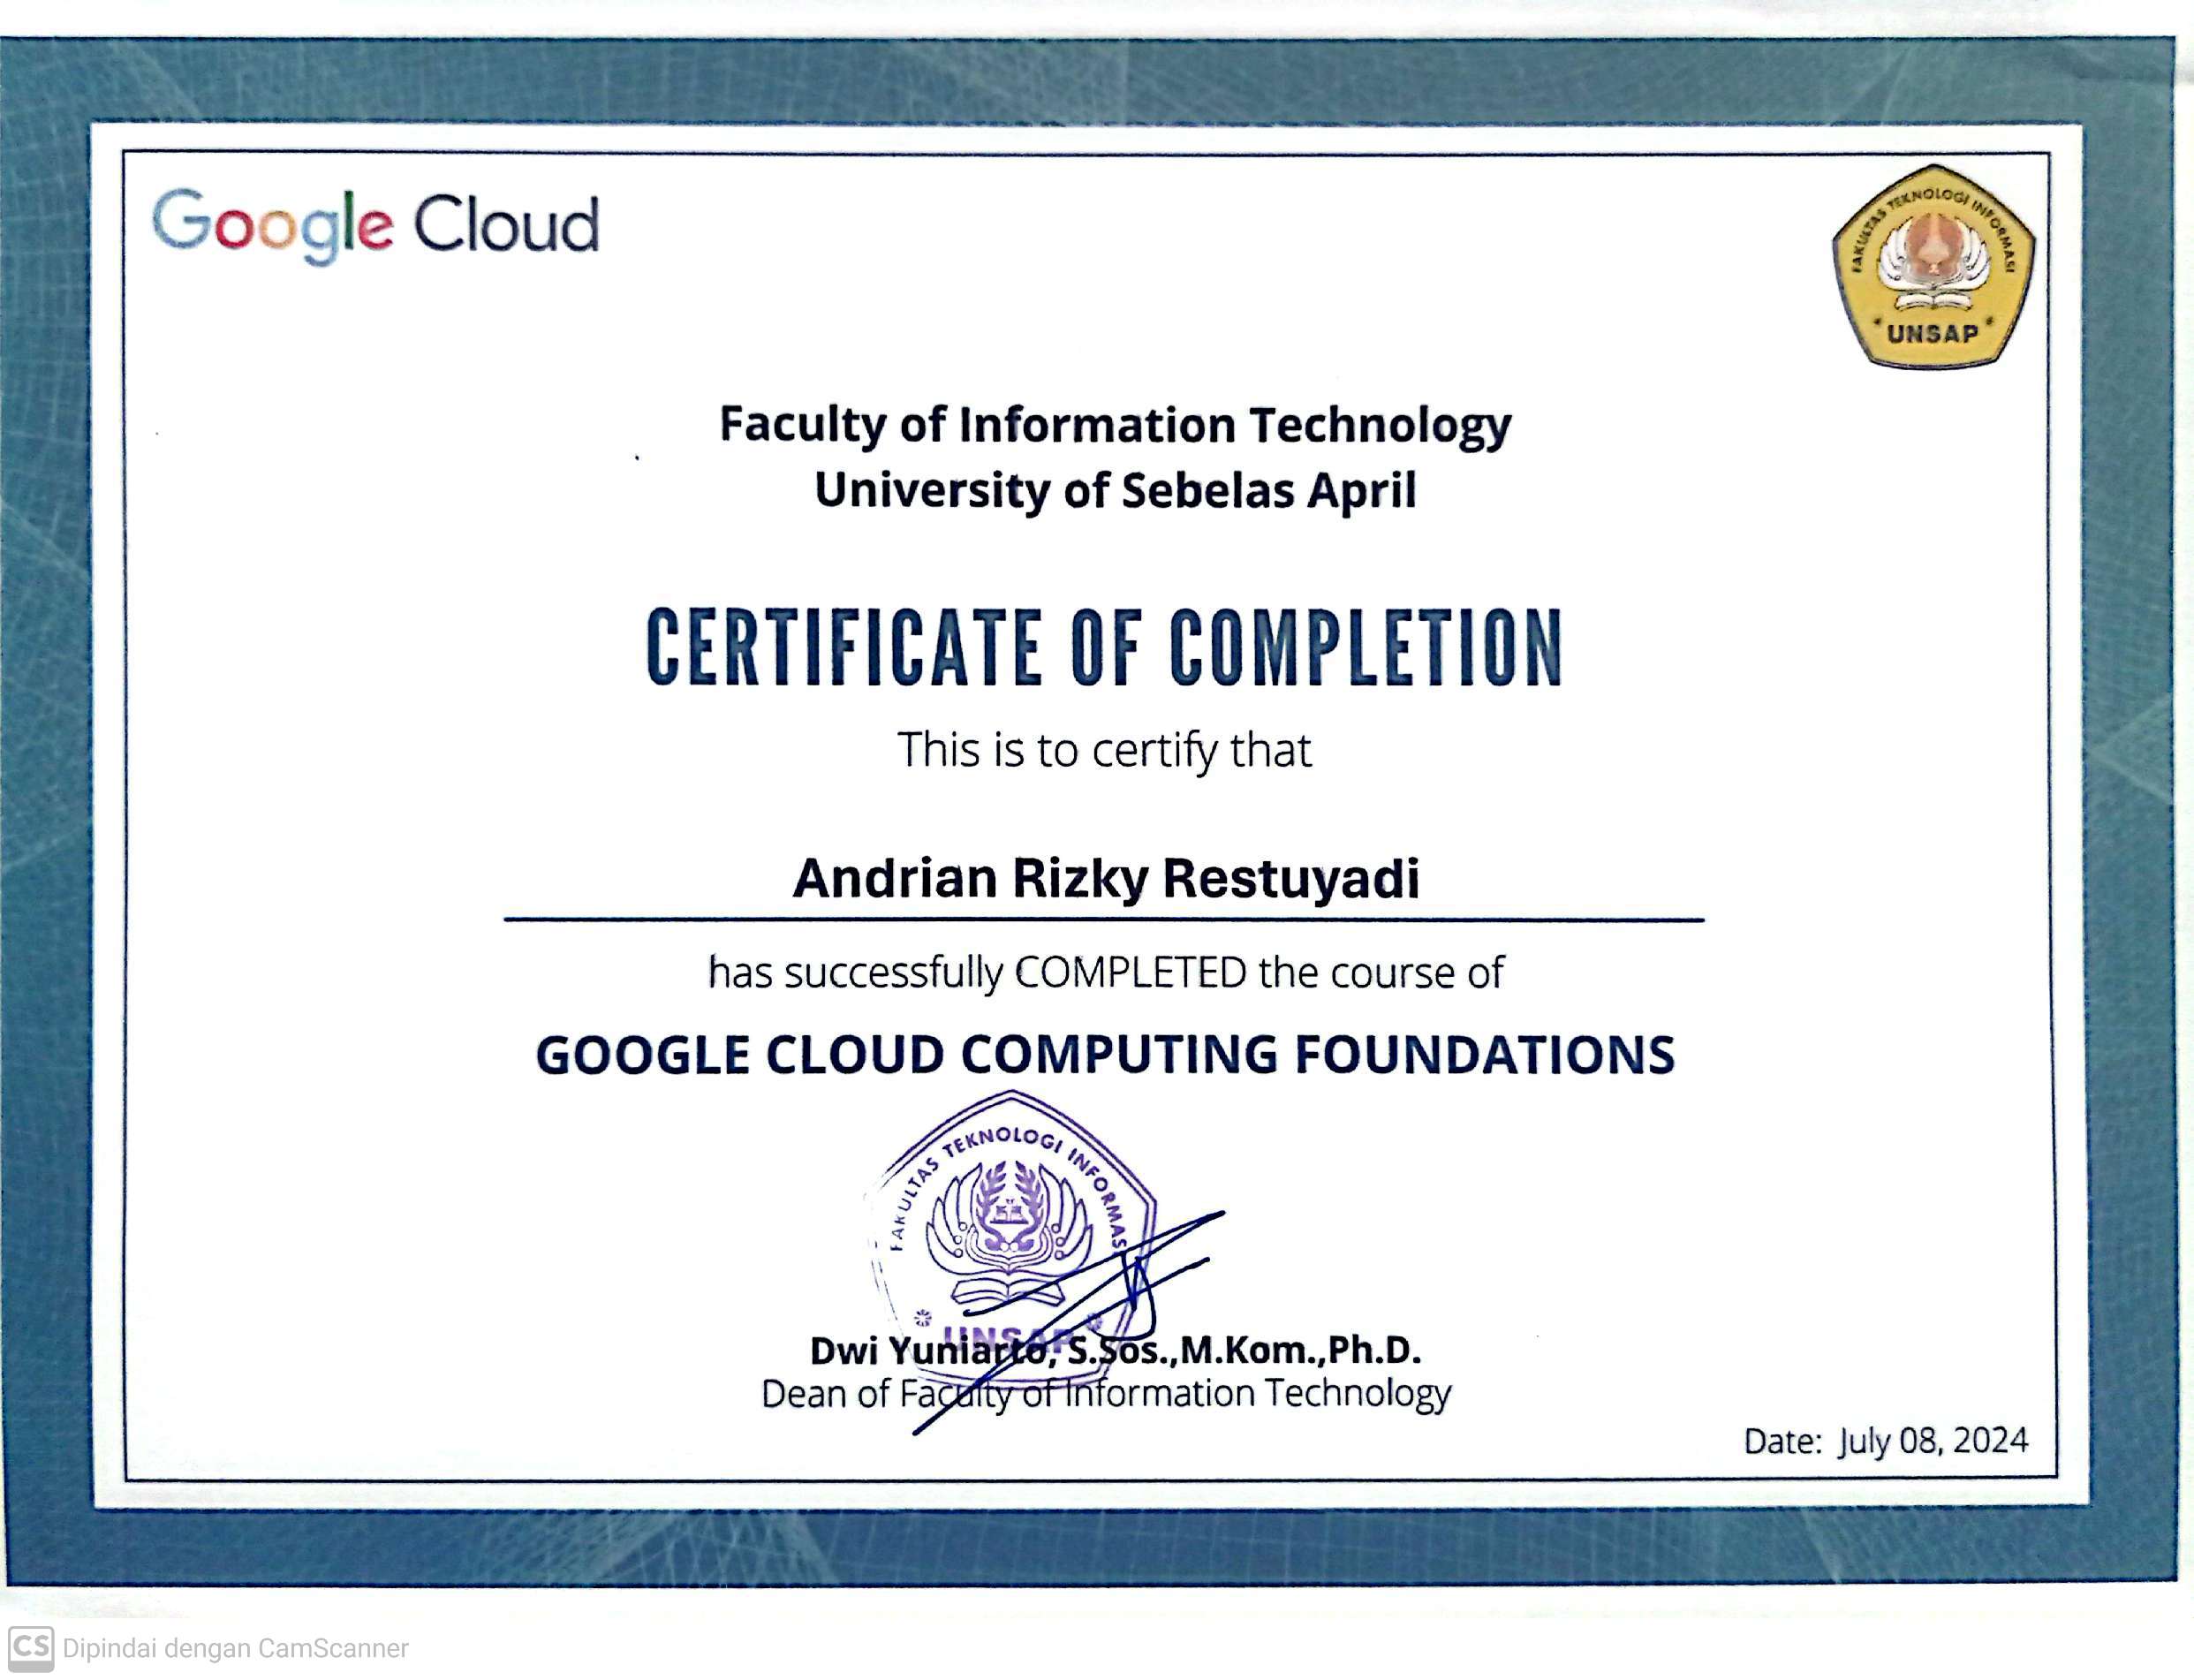 Google Cloud
FAKULTAS TEKNOLOGI INFORMASI
UNSAP
Faculty of Information Technology
University of Sebelas April
CERTIFICATE OF COMPLETION
This is to certify that
Andrian Rizky Restuyadi
has successfully COMPLETED the course of
GOOGLE CLOUD COMPUTING FOUNDATIONS
FAKULTAS TEKNOLOGI INFORMASI
UNSAP
Dwi Yuniarto, S.Sos.,M.Kom.,Ph.D.
Dean of Faculty of Information Technology
Date: July 08, 2024
CS Dipindai dengan CamScanner